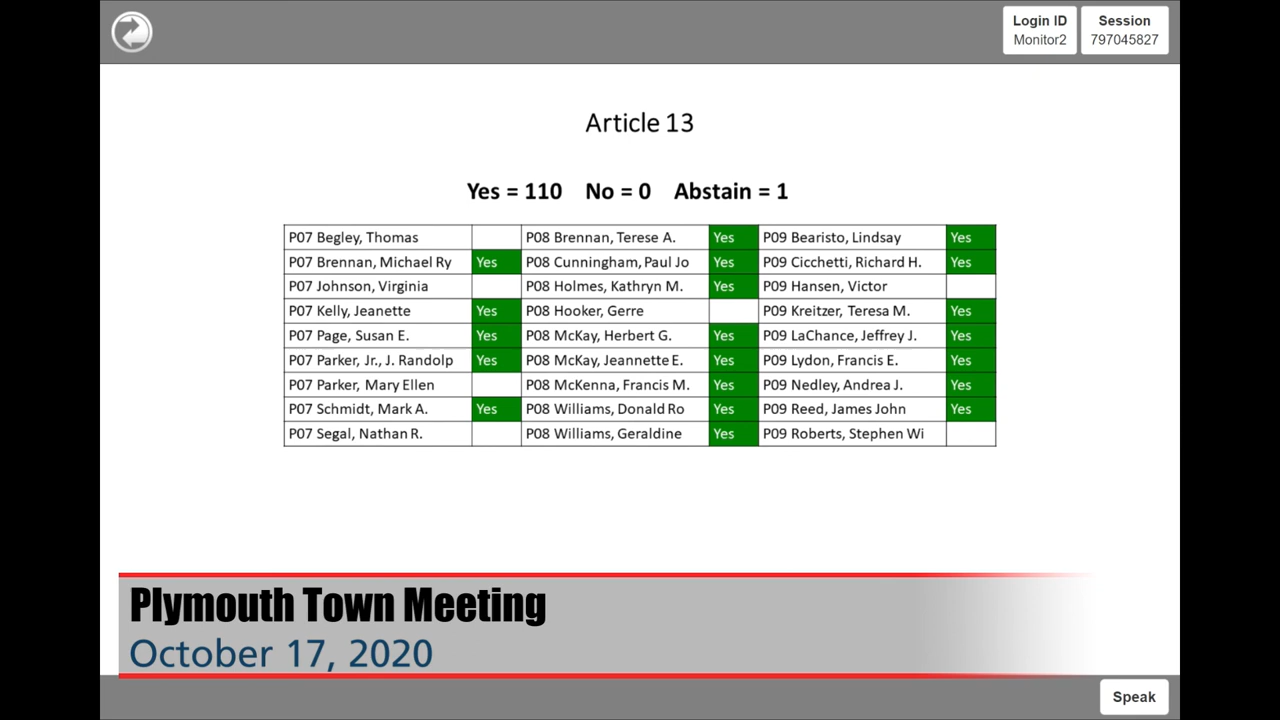 Login ID Session
Monitor2 797045827
Article 13
Yes = 110 No = 0 Abstain = 1
P07 Begley, Thomas P08 Brennan, Terese A. Yes P09 Bearisto, Lindsay Yes
P07 Brennan, Michael Ry Yes P08 Cunningham, Paul Jo Yes P09 Cicchetti, Richard H. Yes
P07 Johnson, Virginia P08 Holmes, Kathryn M. Yes P09 Hansen, Victor
P07 Kelly, Jeanette Yes P08 Hooker, Gerre P09 Kreitzer, Teresa M. Yes
P07 Page, Susan E. Yes P08 McKay, Herbert G. Yes P09 LaChance, Jeffrey J. Yes
P07 Parker, Jr., J. Randolp Yes P08 McKay, Jeannette E. Yes P09 Lydon, Francis E. Yes
P07 Parker, Mary Ellen P08 McKenna, Francis M. Yes P09 Nedley, Andrea J. Yes
P07 Schmidt, Mark A. Yes P08 Williams, Donald Ro Yes P09 Reed, James John Yes
P07 Segal, Nathan R. P08 Williams, Geraldine Yes P09 Roberts, Stephen Wi
Plymouth Town Meeting
October 17, 2020
Speak